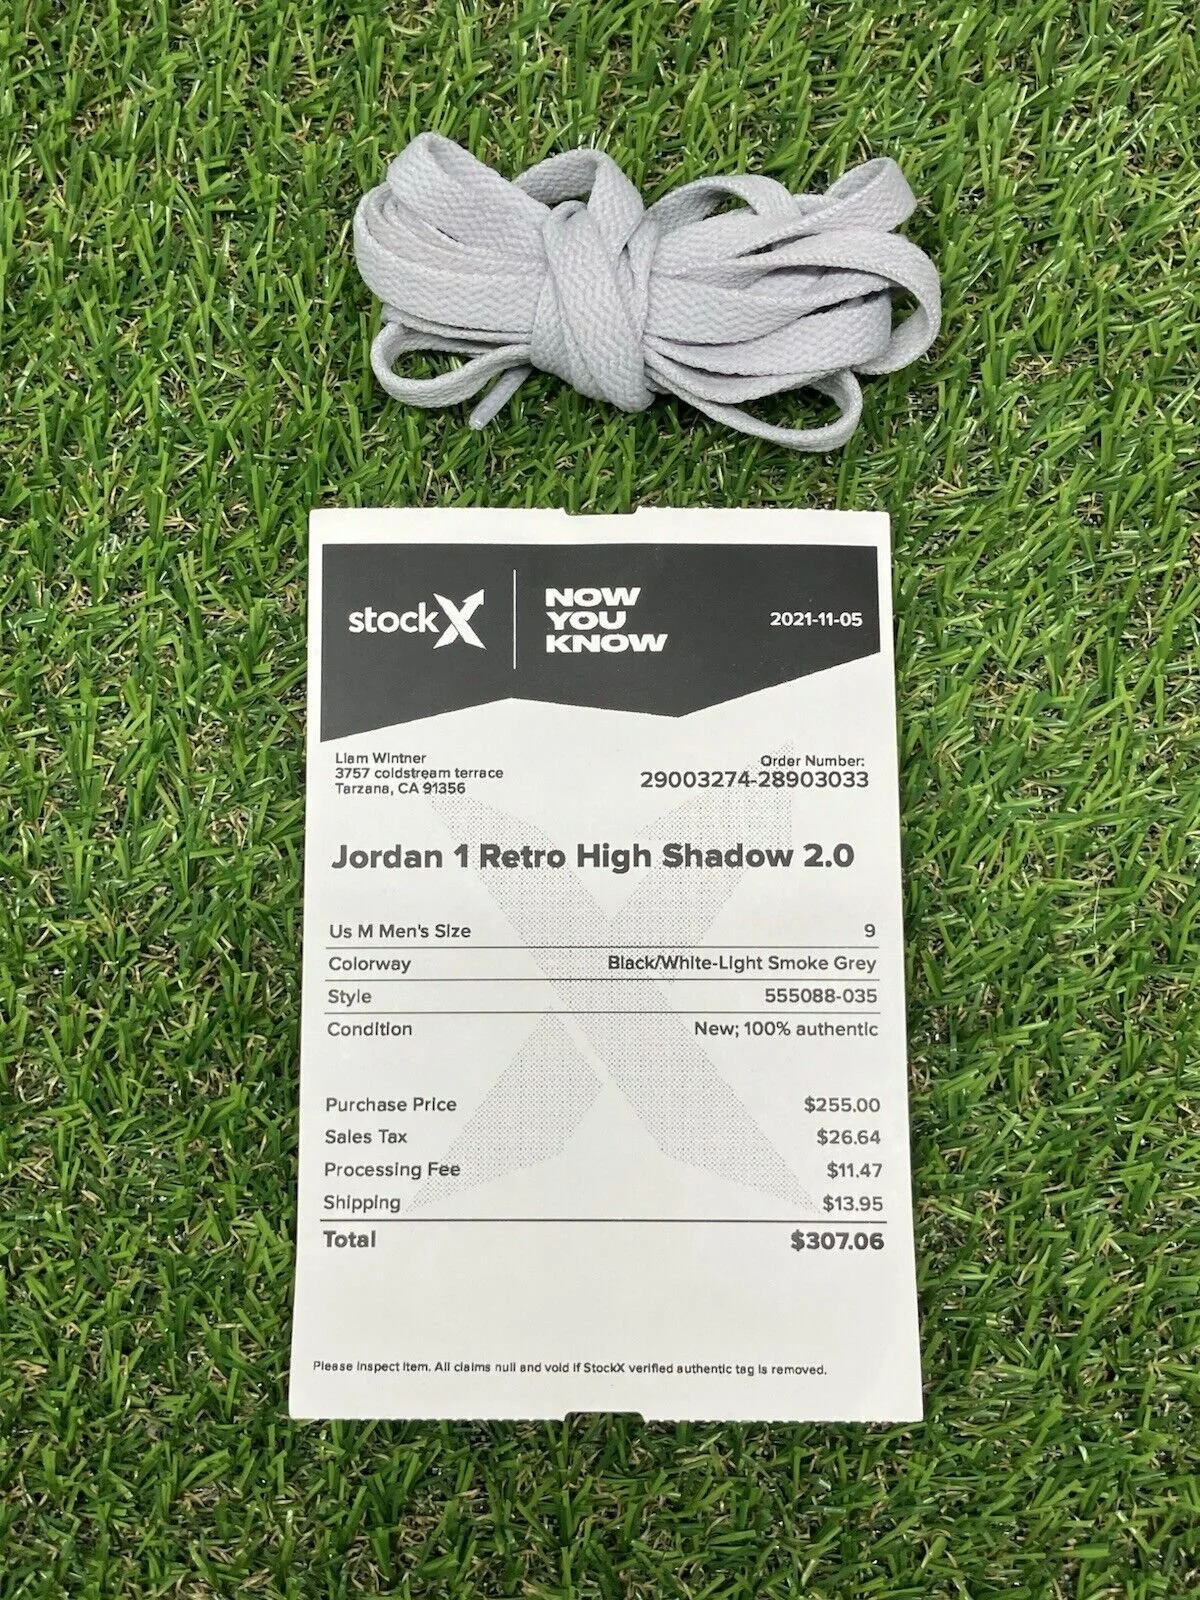 stockX
NOW
YOU
KNOW
2021-11-05
Liam Wintner
3757 coldstream terrace
Tarzana, CA 91356
Order Number:
29003274-28903033
Jordan 1 Retro High Shadow 2.0
Us M Men's Size 9
Colorway Black/White-Light Smoke Grey
Style 555088-035
Condition New; 100% authentic
Purchase Price $255.00
Sales Tax $26.64
Processing Fee $11.47
Shipping $13.95
Total $307.06
Please inspect item. All claims null and void if StockX verified authentic tag is removed.